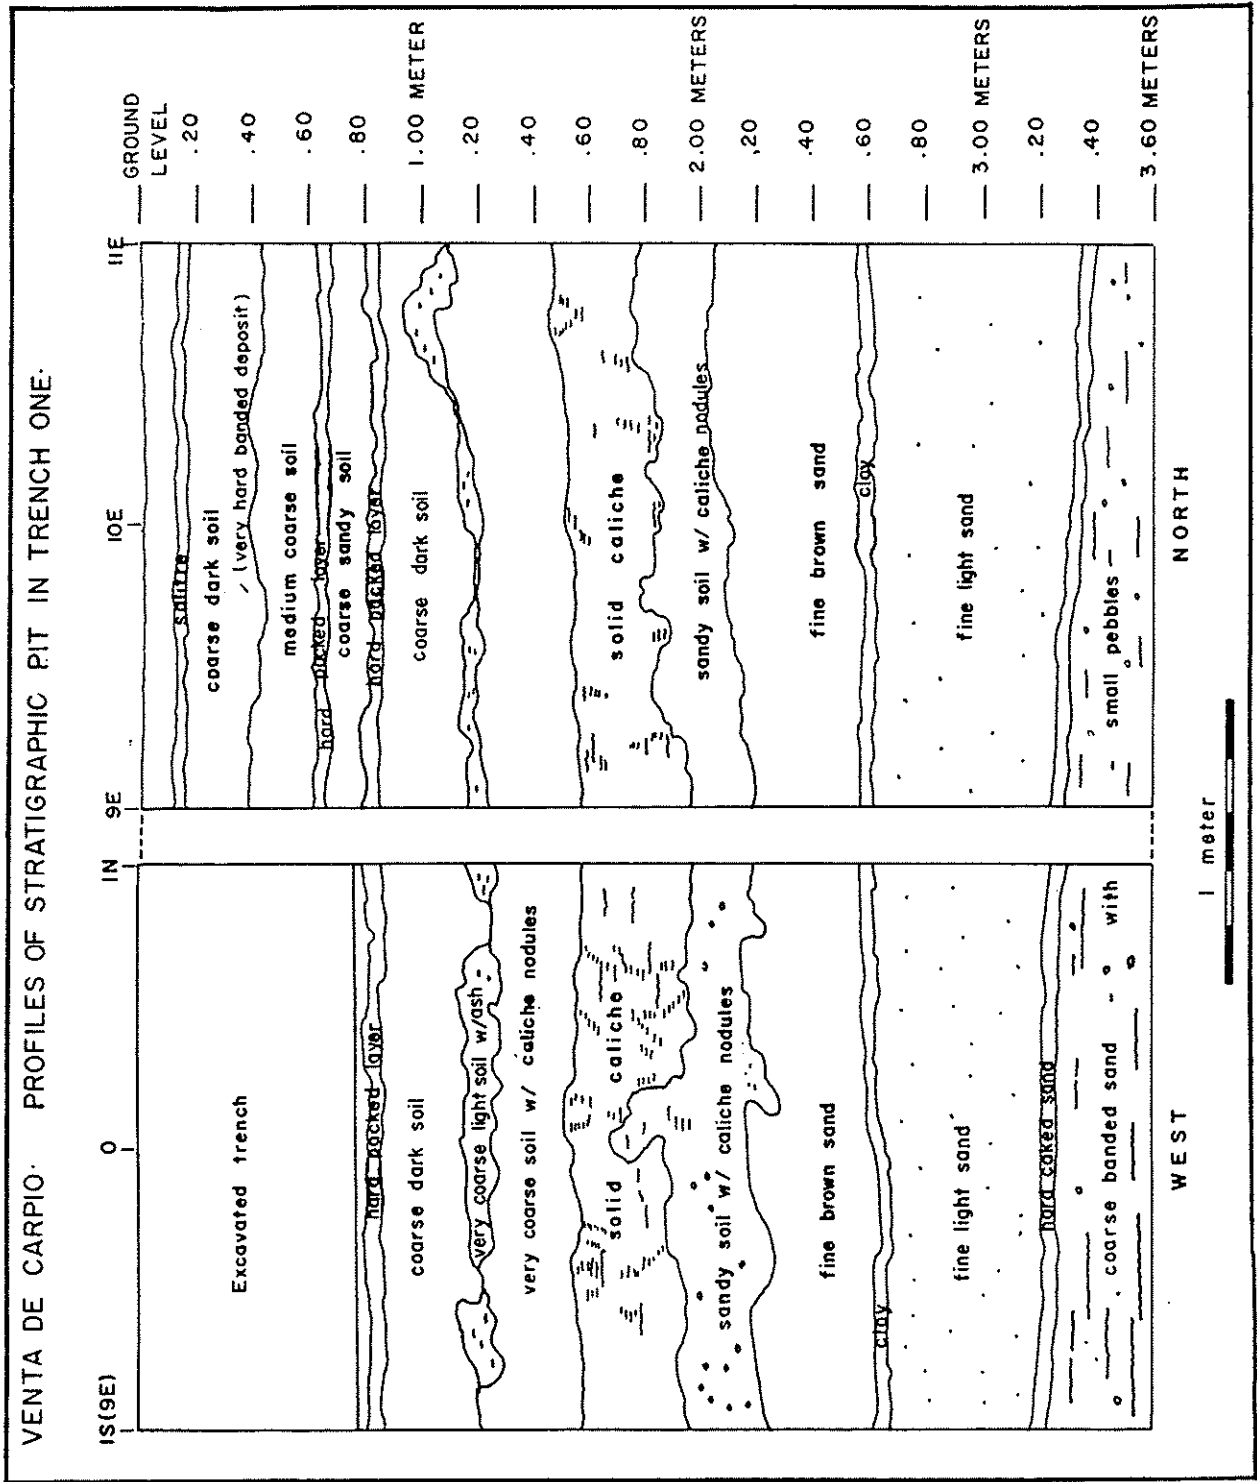 VENTA DE CARPIO. PROFILES OF STRATIGRAPHIC PIT IN TRENCH ONE.
1S(9E)
0
1N
9E
10E
11E
GROUND LEVEL
.20
.40
.60
.80
1.00 METER
.20
.40
.60
.80
2.00 METERS
.20
.40
.60
.80
3.00 METERS
.20
.40
3.60 METERS
Excavated trench
hard packed layer
coarse dark soil
very coarse light soil w/ash
very coarse soil w/ caliche nodules
solid caliche
sandy soil w/ caliche nodules
fine brown sand
clay
fine light sand
hard caked sand
coarse banded sand - with
salitre
coarse dark soil
(very hard banded deposit)
medium coarse soil
hard packed layer
coarse sandy soil
hard packed layer
coarse dark soil
solid caliche
sandy soil w/ caliche nodules
fine brown sand
clay
fine light sand
small pebbles
WEST
NORTH
1 meter